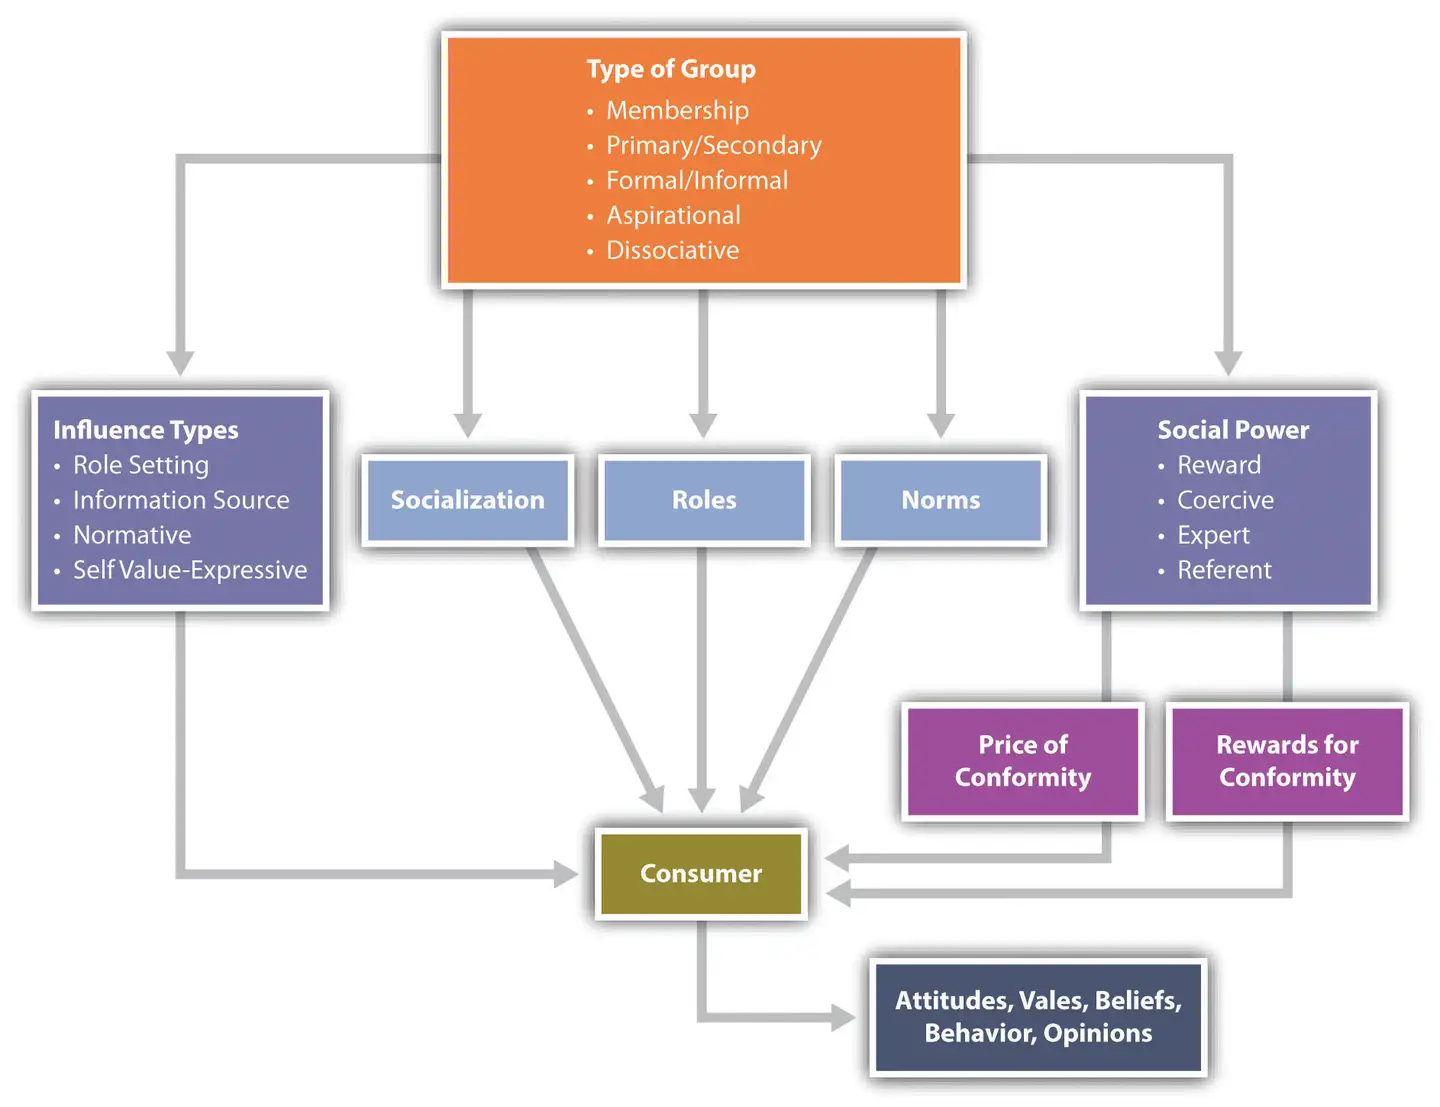 Type of Group
• Membership
• Primary/Secondary
• Formal/Informal
• Aspirational
• Dissociative
Influence Types
• Role Setting
• Information Source
• Normative
• Self Value-Expressive
Socialization
Roles
Norms
Social Power
• Reward
• Coercive
• Expert
• Referent
Price of
Conformity
Rewards for
Conformity
Consumer
Attitudes, Vales, Beliefs,
Behavior, Opinions